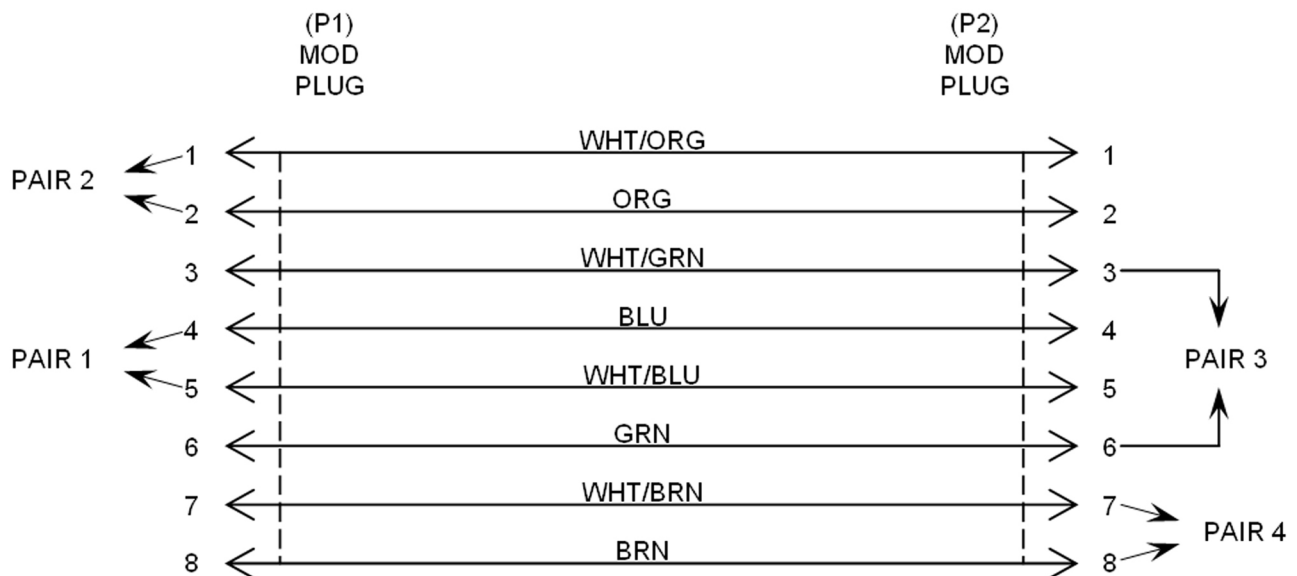 (P1)
MOD
PLUG
(P2)
MOD
PLUG
WHT/ORG
1
1
PAIR 2
ORG
2
2
WHT/GRN
3
3
BLU
4
4
PAIR 1
PAIR 3
WHT/BLU
5
5
GRN
6
6
WHT/BRN
7
7
PAIR 4
BRN
8
8